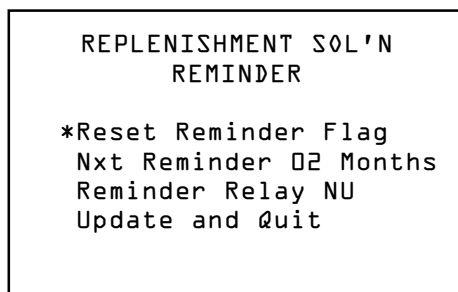 REPLENISHMENT SOL'N
REMINDER
*Reset Reminder Flag
Nxt Reminder 02 Months
Reminder Relay NU
Update and Quit